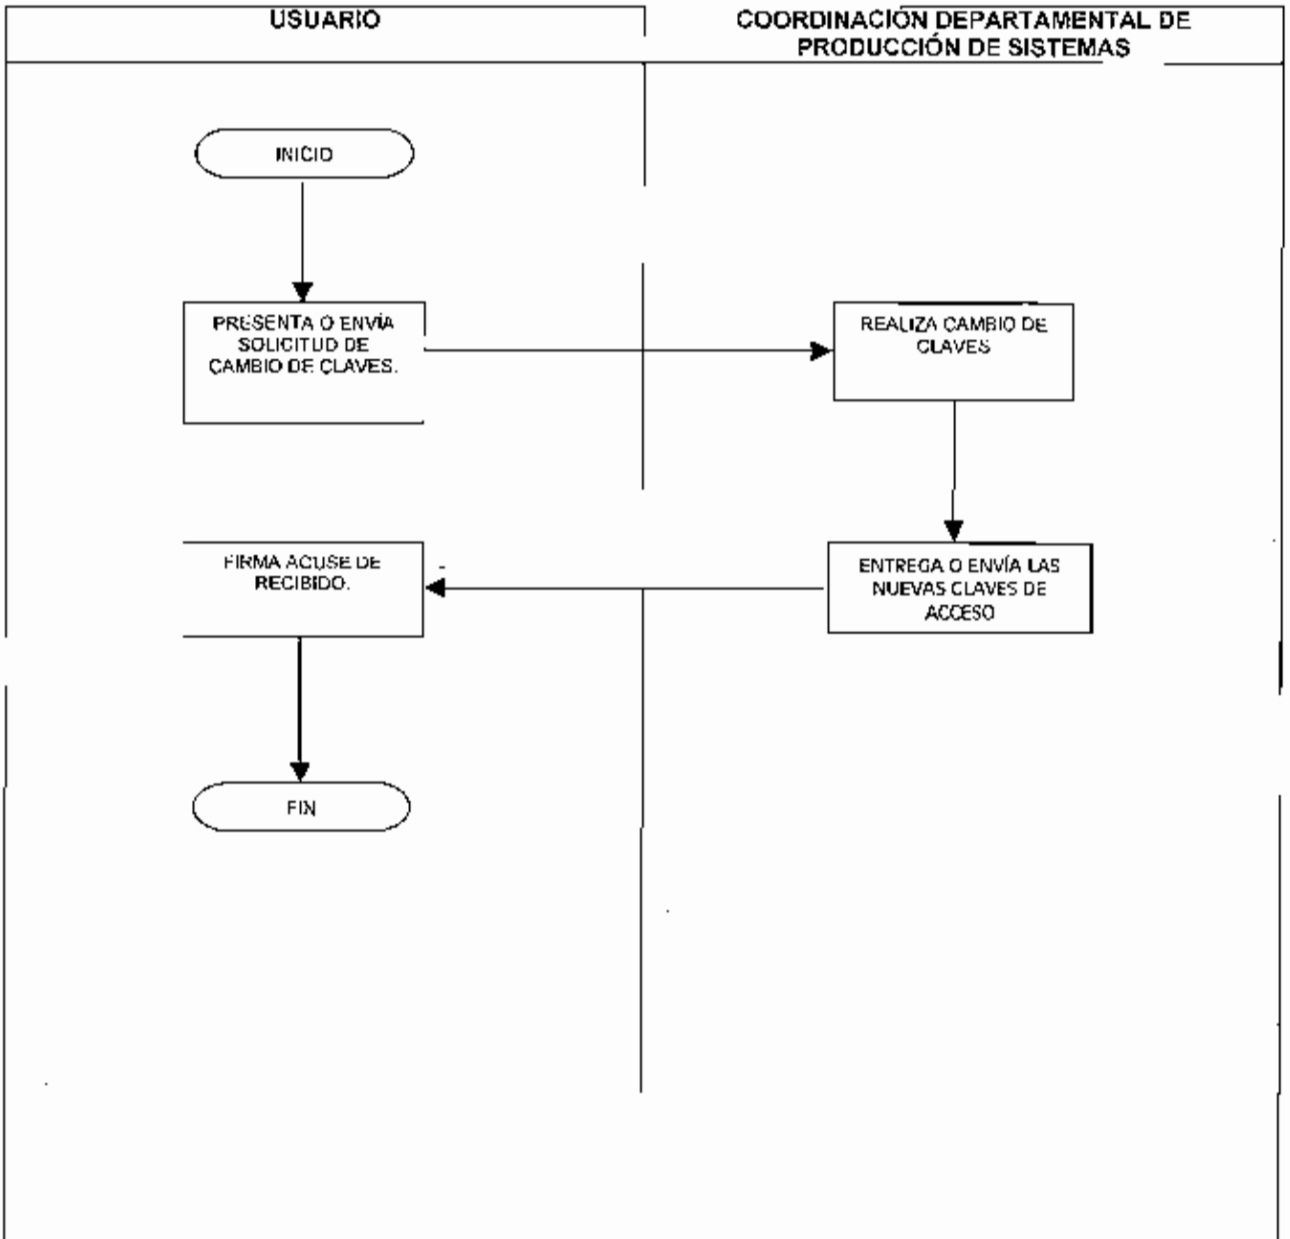 USUARIO
COORDINACIÓN DEPARTAMENTAL DE
PRODUCCIÓN DE SISTEMAS
INICIO
PRESENTA O ENVÍA
SOLICITUD DE
CAMBIO DE CLAVES.
REALIZA CAMBIO DE
CLAVES
FIRMA ACUSE DE
RECIBIDO.
ENTREGA O ENVÍA LAS
NUEVAS CLAVES DE
ACCESO
FIN